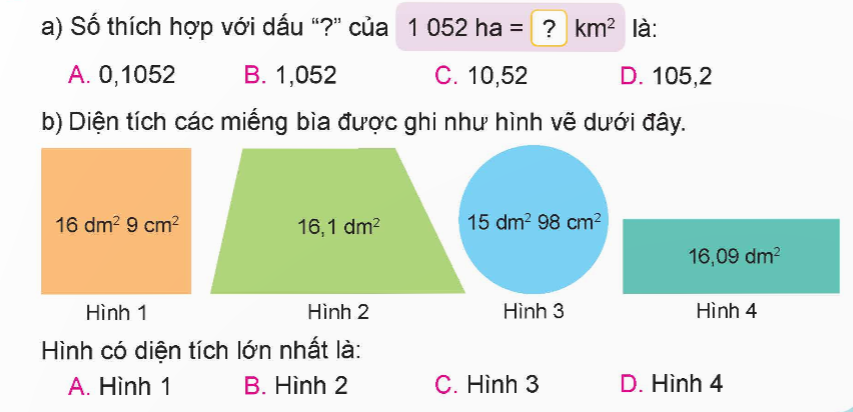 a) Số thích hợp với dấu “?” của 1 052 ha = ? km² là:
A. 0,1052 B. 1,052 C. 10,52 D. 105,2
b) Diện tích các miếng bìa được ghi như hình vẽ dưới đây.
16 dm² 9 cm² 16,1 dm² 15 dm² 98 cm² 16,09 dm²
Hình 1 Hình 2 Hình 3 Hình 4
Hình có diện tích lớn nhất là:
A. Hình 1 B. Hình 2 C. Hình 3 D. Hình 4